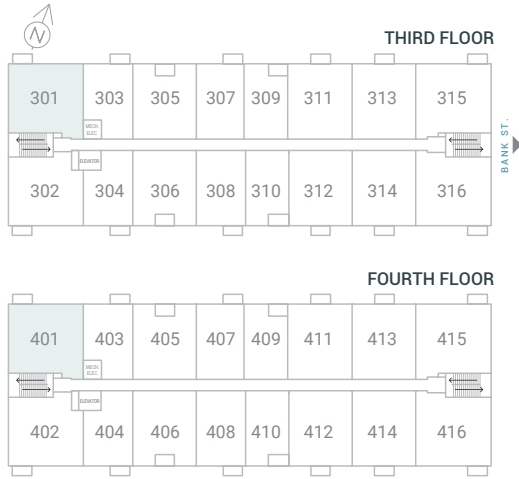 N
THIRD FLOOR
301 303 305 307 309 311 313 315
MECH.
ELEC.
BANK ST.
ELEVATOR
302 304 306 308 310 312 314 316
FOURTH FLOOR
401 403 405 407 409 411 413 415
MECH.
ELEC.
ELEVATOR
402 404 406 408 410 412 414 416